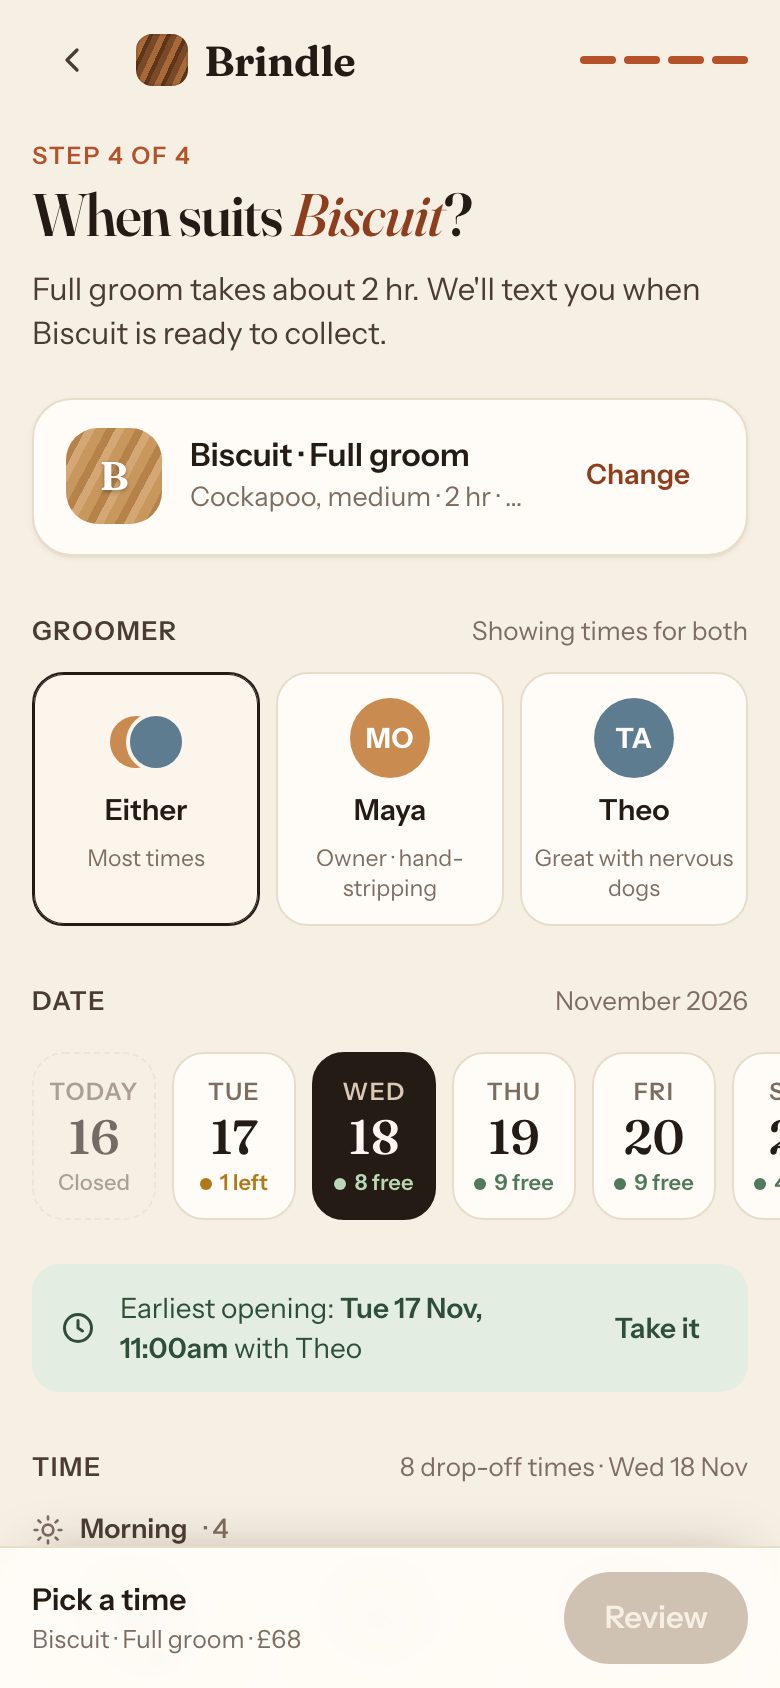 Brindle
STEP 4 OF 4
When suits Biscuit?
Full groom takes about 2 hr. We'll text you when
Biscuit is ready to collect.
B
Biscuit · Full groom
Cockapoo, medium · 2 hr · ...
Change
GROOMER
Showing times for both
Either
Most times
MO
Maya
Owner · hand-
stripping
TA
Theo
Great with nervous
dogs
DATE
November 2026
TODAY
16
Closed
TUE
17
1 left
WED
18
8 free
THU
19
9 free
FRI
20
9 free
Earliest opening: Tue 17 Nov,
11:00am with Theo
Take it
TIME
8 drop-off times · Wed 18 Nov
Morning · 4
Pick a time
Biscuit · Full groom · £68
Review